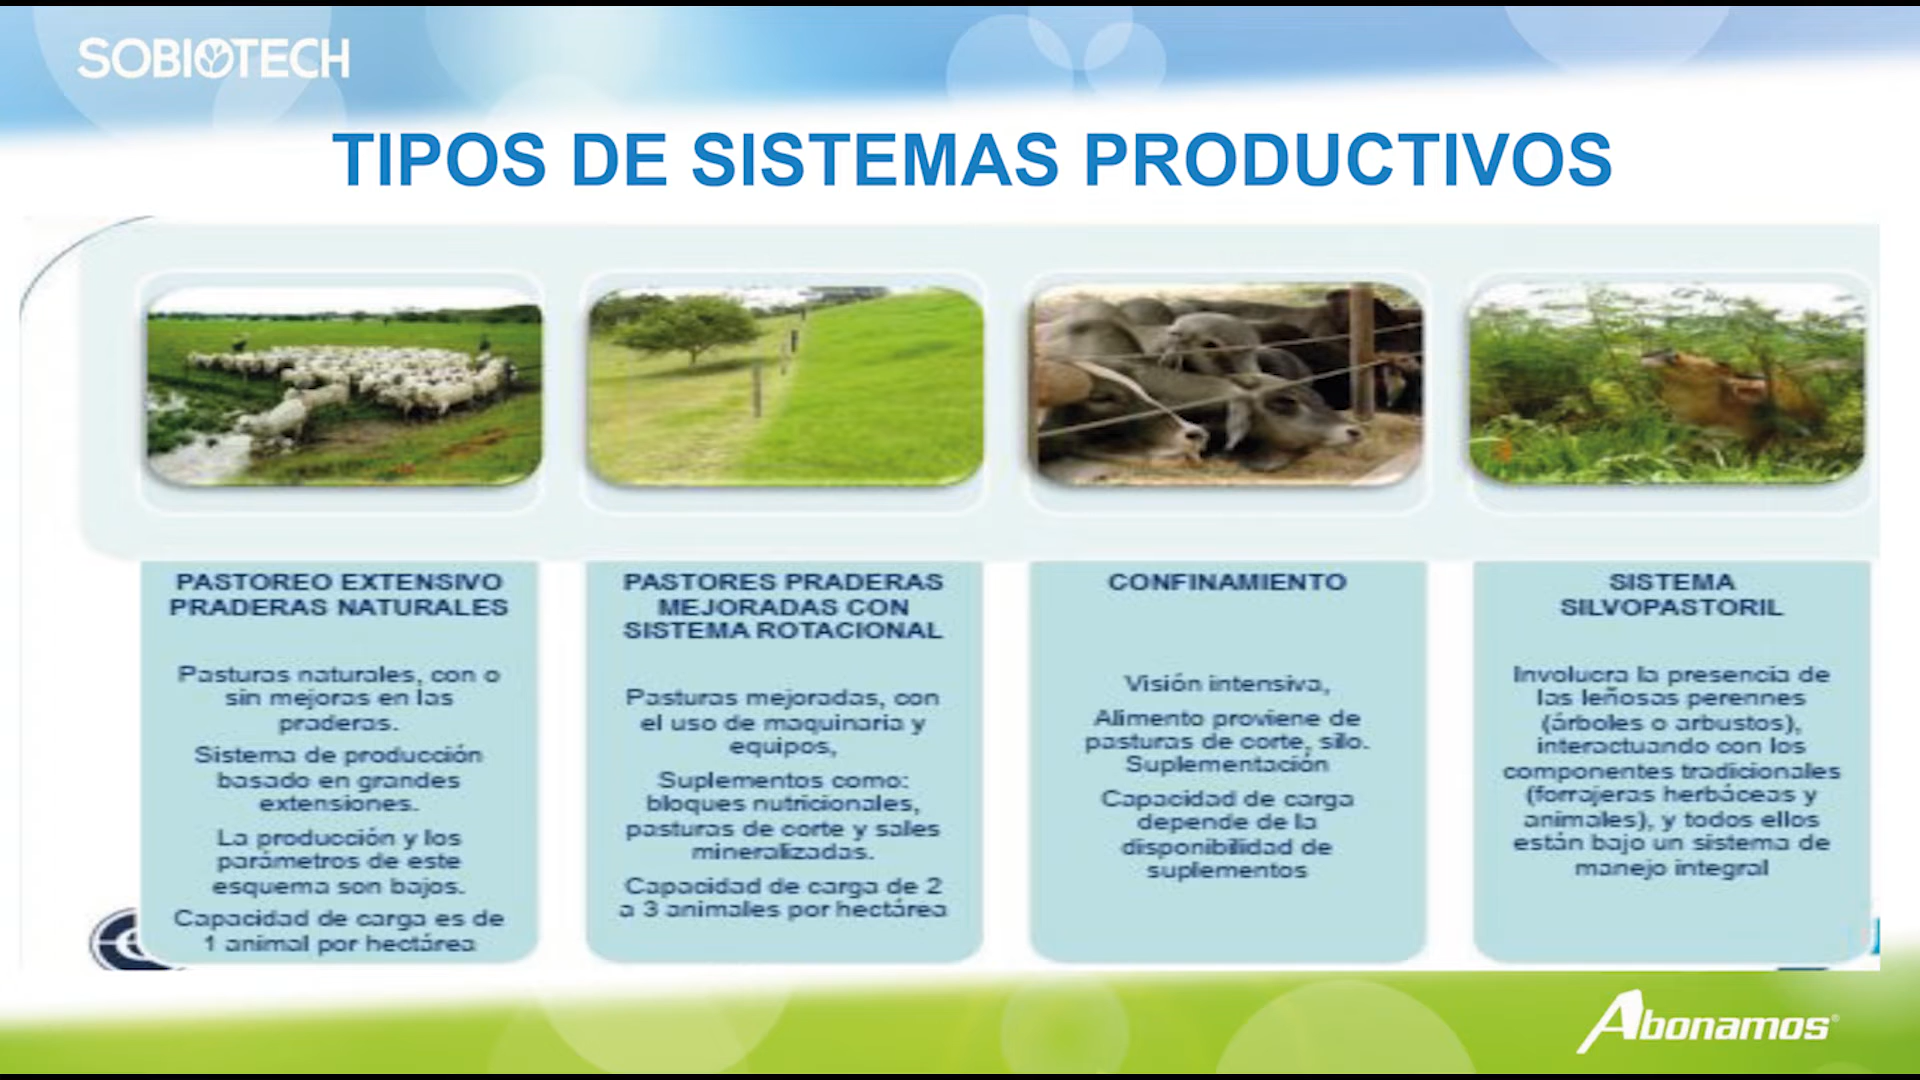 SOBIOTECH
TIPOS DE SISTEMAS PRODUCTIVOS
PASTOREO EXTENSIVO
PRADERAS NATURALES
Pasturas naturales, con o
sin mejoras en las
praderas.
Sistema de producción
basado en grandes
extensiones.
La producción y los
parámetros de este
esquema son bajos.
Capacidad de carga es de
1 animal por hectárea
PASTORES PRADERAS
MEJORADAS CON
SISTEMA ROTACIONAL
Pasturas mejoradas, con
el uso de maquinaria y
equipos,
Suplementos como:
bloques nutricionales,
pasturas de corte y sales
mineralizadas.
Capacidad de carga de 2
a 3 animales por hectárea
CONFINAMIENTO
Visión intensiva,
Alimento proviene de
pasturas de corte, silo.
Suplementación
Capacidad de carga
depende de la
disponibilidad de
suplementos
SISTEMA
SILVOPASTORIL
Involucra la presencia de
las leñosas perennes
(árboles o arbustos),
interactuando con los
componentes tradicionales
(forrajeras herbáceas y
animales), y todos ellos
están bajo un sistema de
manejo integral
Abonamos®